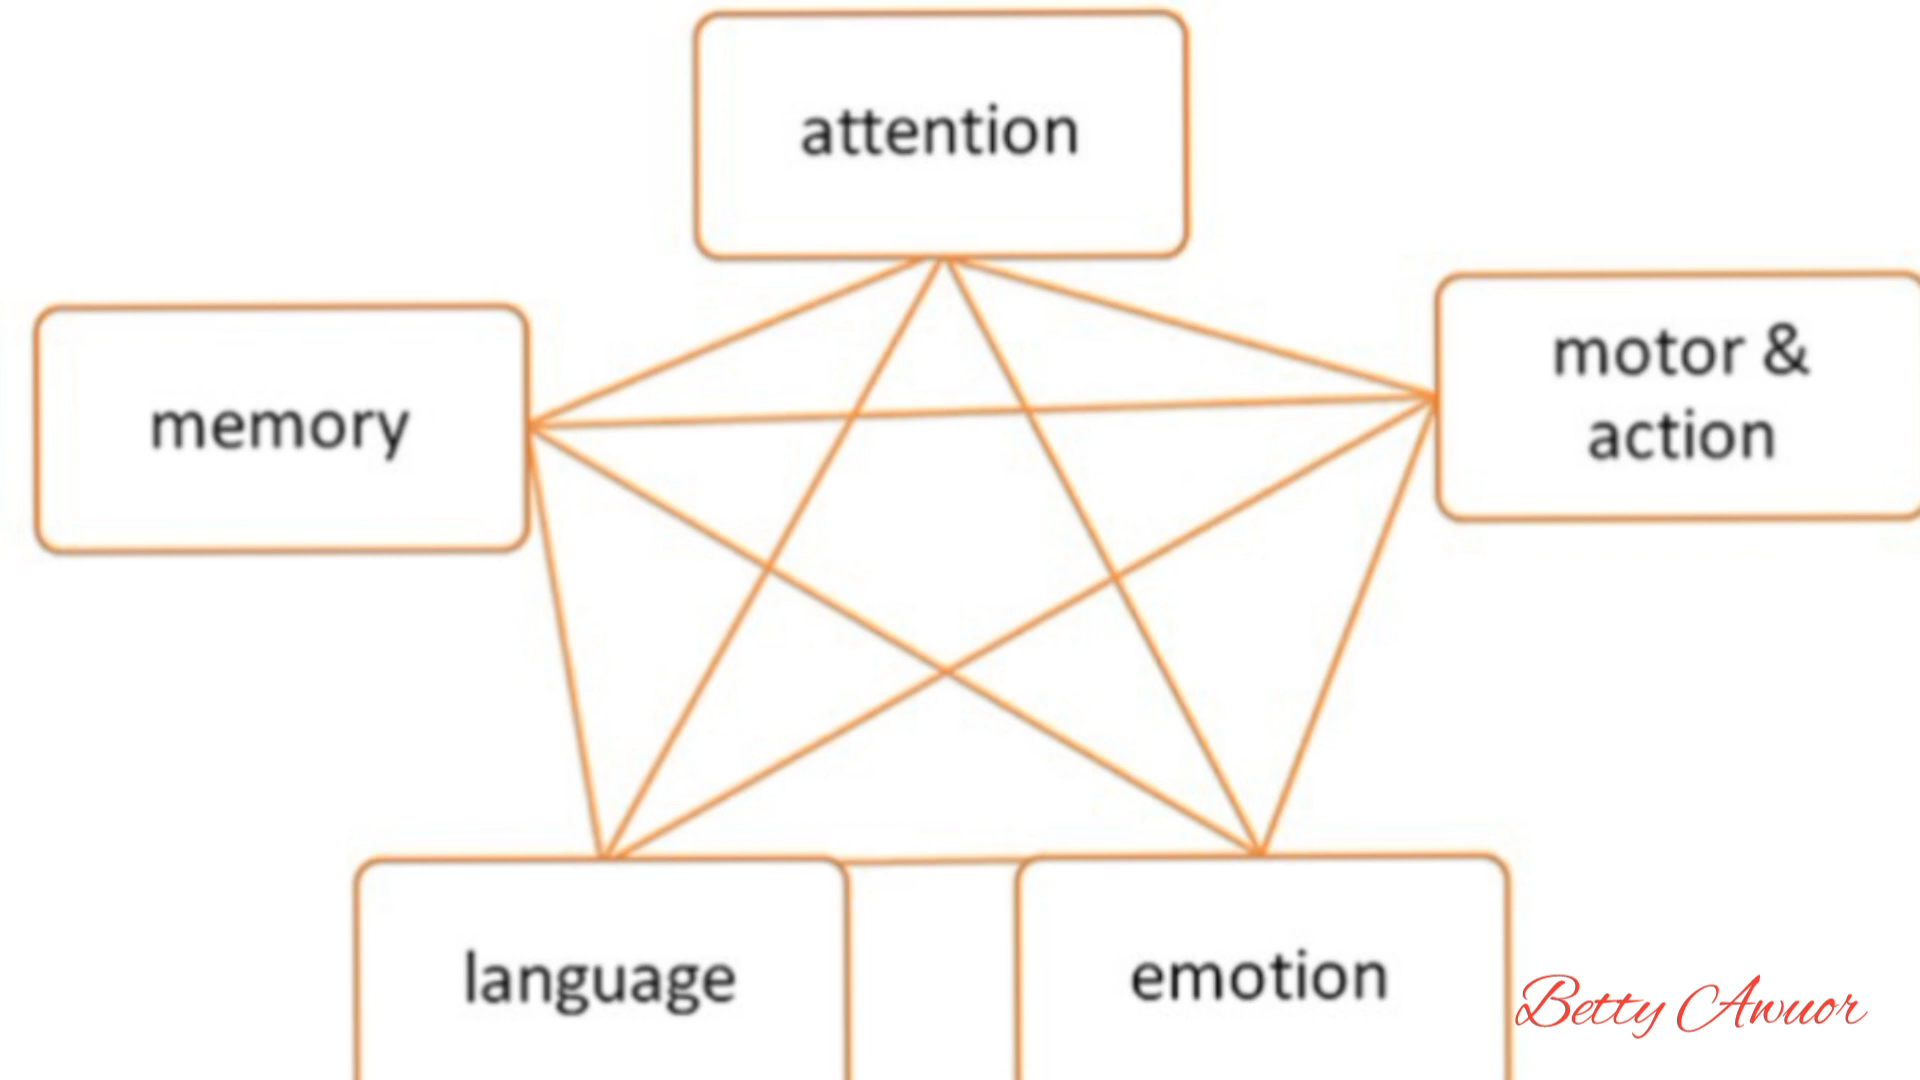 attention
memory
motor &
action
language
emotion
Betty Awuor